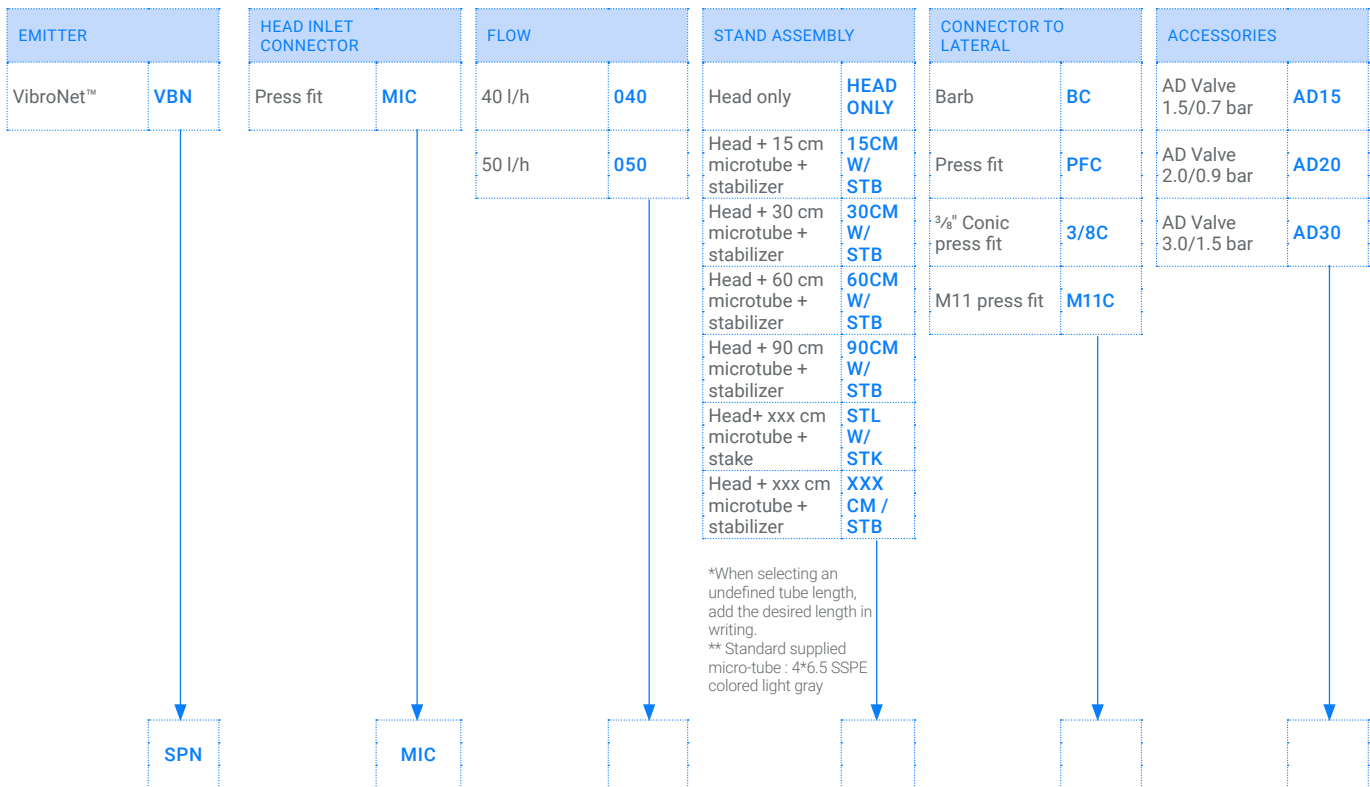 EMITTER
VibroNet™
VBN
HEAD INLET
CONNECTOR
Press fit
MIC
FLOW
40 l/h
040
50 l/h
050
STAND ASSEMBLY
Head only
HEAD
ONLY
Head + 15 cm
microtube +
stabilizer
15CM
W/
STB
Head + 30 cm
microtube +
stabilizer
30CM
W/
STB
Head + 60 cm
microtube +
stabilizer
60CM
W/
STB
Head + 90 cm
microtube +
stabilizer
90CM
W/
STB
Head+ xxx cm
microtube +
stake
STL
W/
STK
Head + xxx cm
microtube +
stabilizer
XXX
CM /
STB
*When selecting an
undefined tube length,
add the desired length in
writing.
** Standard supplied
micro-tube : 4*6.5 SSPE
colored light gray
CONNECTOR TO
LATERAL
Barb
BC
Press fit
PFC
⅜" Conic
press fit
3/8C
M11 press fit
M11C
ACCESSORIES
AD Valve
1.5/0.7 bar
AD15
AD Valve
2.0/0.9 bar
AD20
AD Valve
3.0/1.5 bar
AD30
SPN
MIC